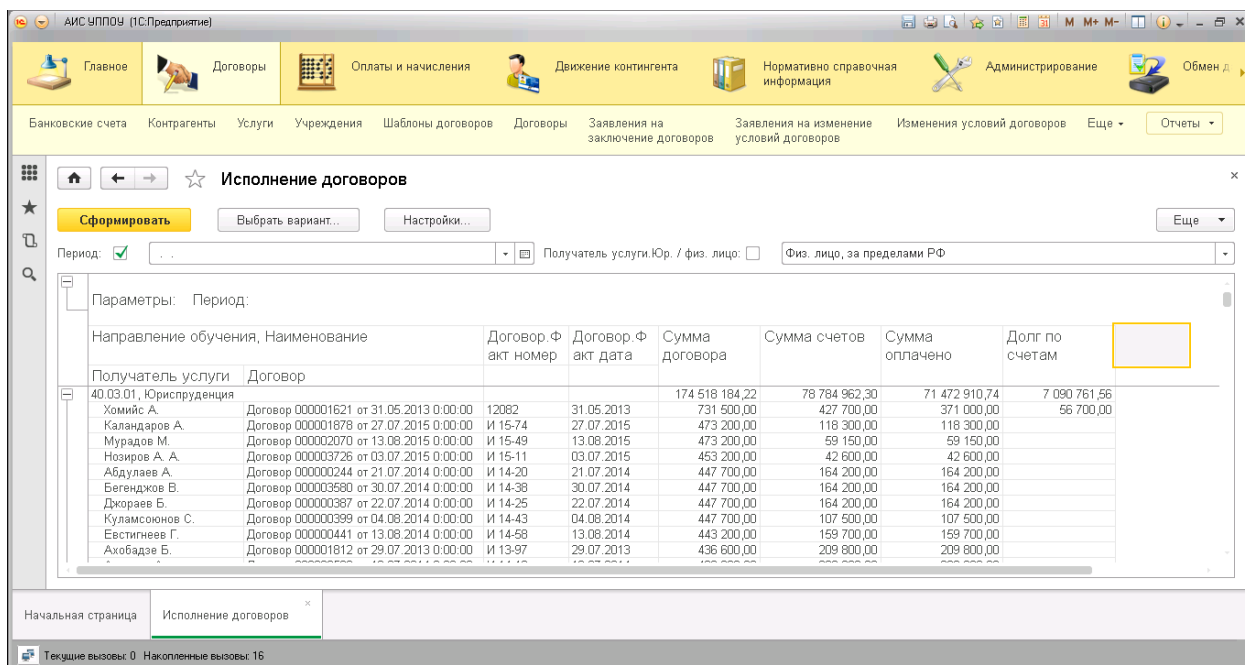 АИС УППОУ (1С:Предприятие)
M M+ M-
Главное
Договоры
Оплаты и начисления
Движение контингента
Нормативно справочная
информация
Администрирование
Обмен д
Банковские счета Контрагенты Услуги Учреждения Шаблоны договоров Договоры Заявления на
заключение договоров
Заявления на изменение
условий договоров
Изменения условий договоров Еще Отчеты
Исполнение договоров
Сформировать Выбрать вариант... Настройки... Еще
Период: . . Получатель услуги.Юр. / физ. лицо: Физ. лицо, за пределами РФ
Параметры: Период:
Направление обучения, Наименование Договор.Ф Договор.Ф Сумма Сумма счетов Сумма Долг по
акт номер акт дата договора оплачено счетам
Получатель услуги Договор
40.03.01, Юриспруденция 174 518 184,22 78 784 962,30 71 472 910,74 7 090 761,56
Хомийс А. Договор 000001621 от 31.05.2013 0:00:00 12082 31.05.2013 731 500,00 427 700,00 371 000,00 56 700,00
Каландаров А. Договор 000001878 от 27.07.2015 0:00:00 И 15-74 27.07.2015 473 200,00 118 300,00 118 300,00
Мурадов М. Договор 000002070 от 13.08.2015 0:00:00 И 15-49 13.08.2015 473 200,00 59 150,00 59 150,00
Нозиров А. А. Договор 000003726 от 03.07.2015 0:00:00 И 15-11 03.07.2015 453 200,00 42 600,00 42 600,00
Абдулаев А. Договор 000000244 от 21.07.2014 0:00:00 И 14-20 21.07.2014 447 700,00 164 200,00 164 200,00
Бегенджов В. Договор 000003580 от 30.07.2014 0:00:00 И 14-38 30.07.2014 447 700,00 164 200,00 164 200,00
Джораев Б. Договор 000000387 от 22.07.2014 0:00:00 И 14-25 22.07.2014 447 700,00 164 200,00 164 200,00
Куламсоюнов С. Договор 000000399 от 04.08.2014 0:00:00 И 14-43 04.08.2014 447 700,00 107 500,00 107 500,00
Евстигнеев Г. Договор 000000441 от 13.08.2014 0:00:00 И 14-58 13.08.2014 443 200,00 159 700,00 159 700,00
Ахобадзе Б. Договор 000001812 от 29.07.2013 0:00:00 И 13-97 29.07.2013 436 600,00 209 800,00 209 800,00
Начальная страница Исполнение договоров
Текущие вызовы: 0 Накопленные вызовы: 16